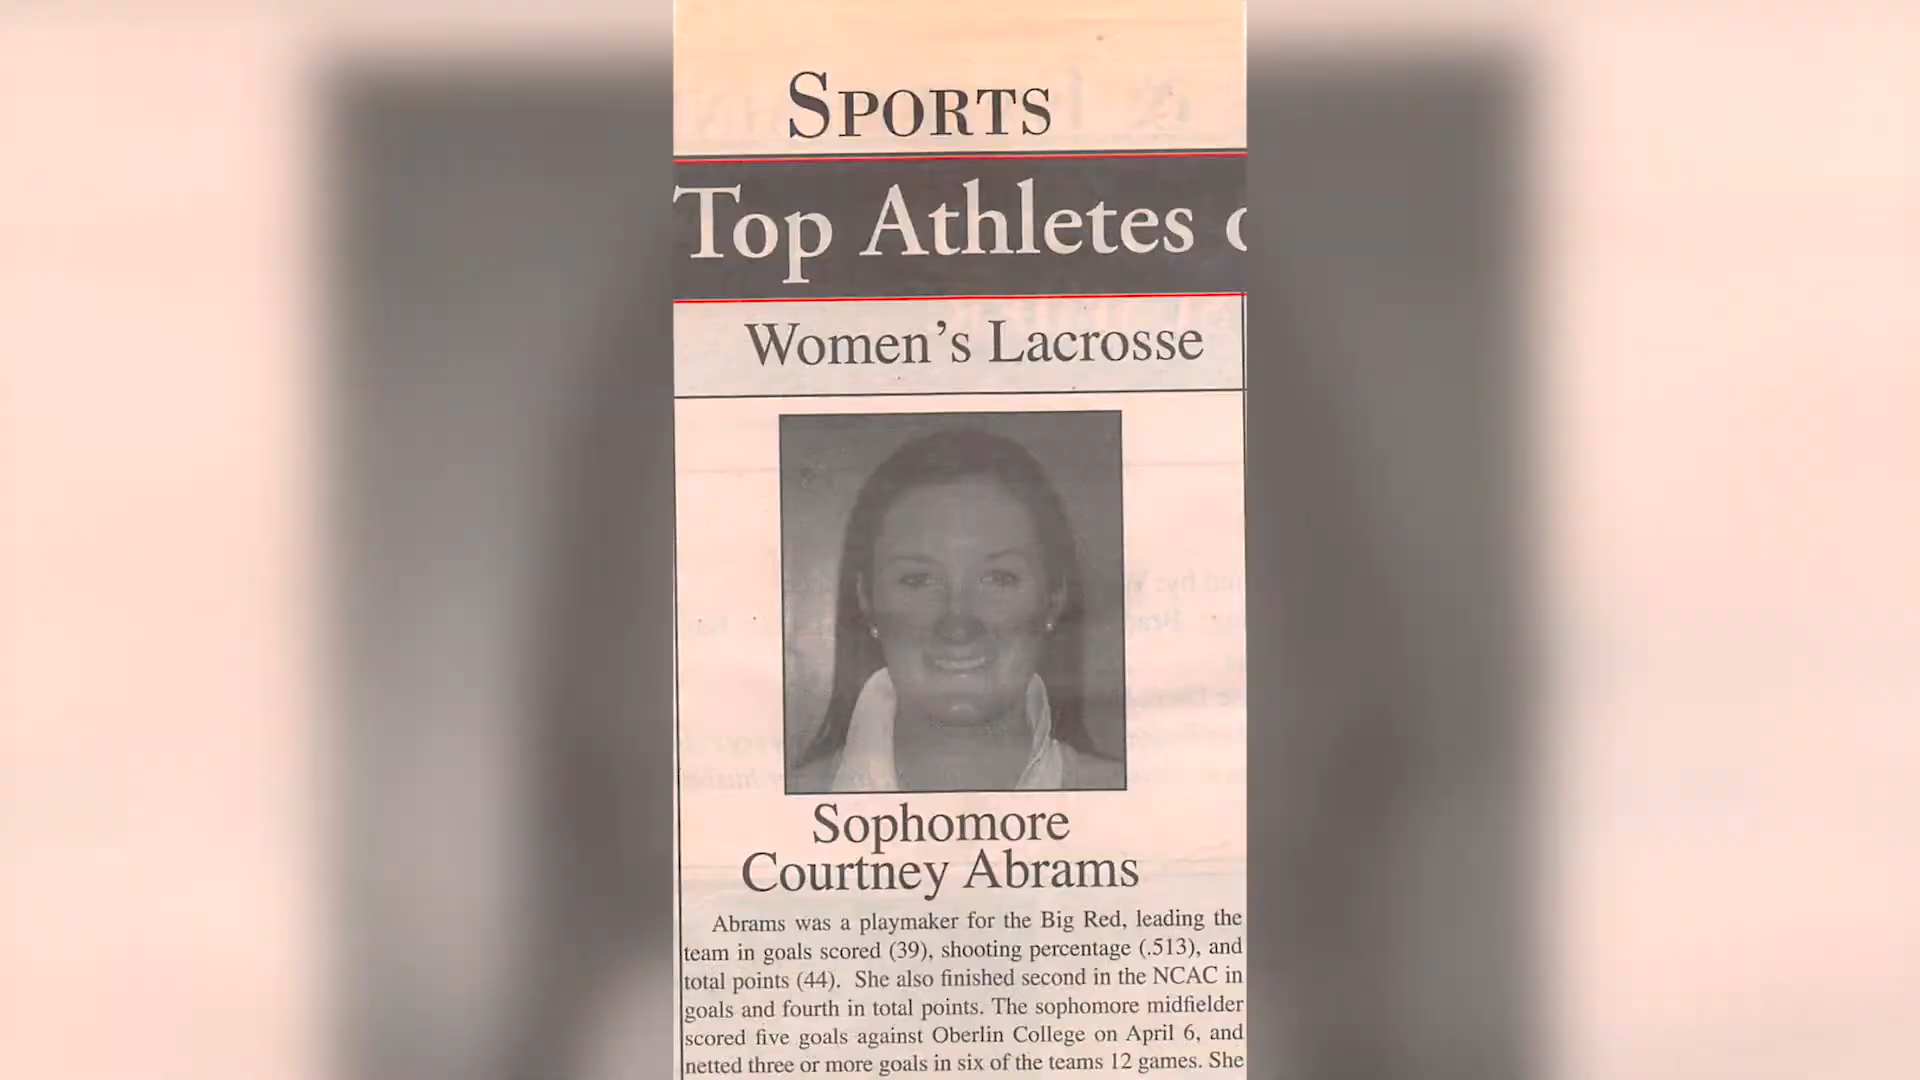 SPORTS
Top Athletes
Women's Lacrosse
Sophomore
Courtney Abrams
Abrams was a playmaker for the Big Red, leading the
team in goals scored (39), shooting percentage (.513), and
total points (44). She also finished second in the NCAC in
goals and fourth in total points. The sophomore midfielder
scored five goals against Oberlin College on April 6, and
netted three or more goals in six of the teams 12 games. She